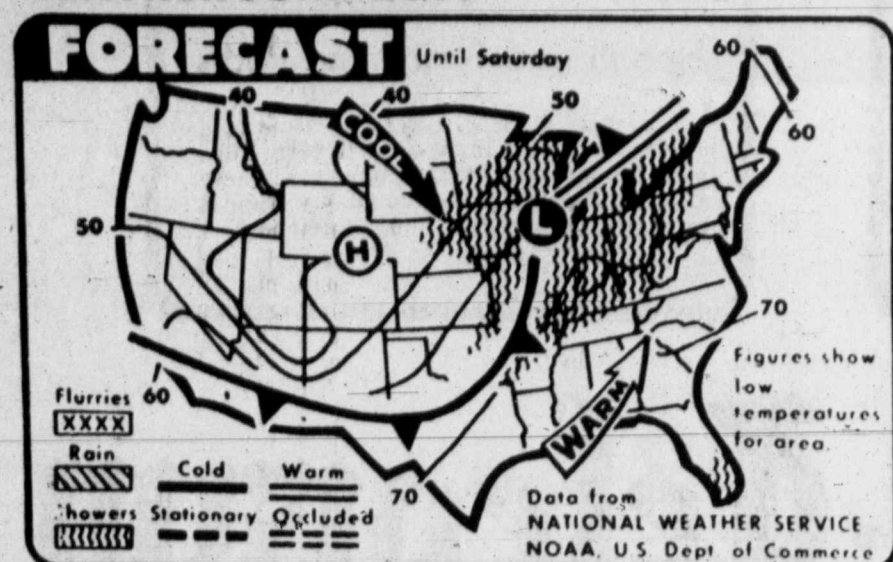 FORECAST Until Saturday
60
40 40 50
COOL
60
50 H L
70
Figures show
low
temperatures
for area.
WARM
Flurries 60
XXXX
Rain
Cold Warm
70
Showers Stationary Occluded
Data from
NATIONAL WEATHER SERVICE
NOAA, U.S. Dept. of Commerce